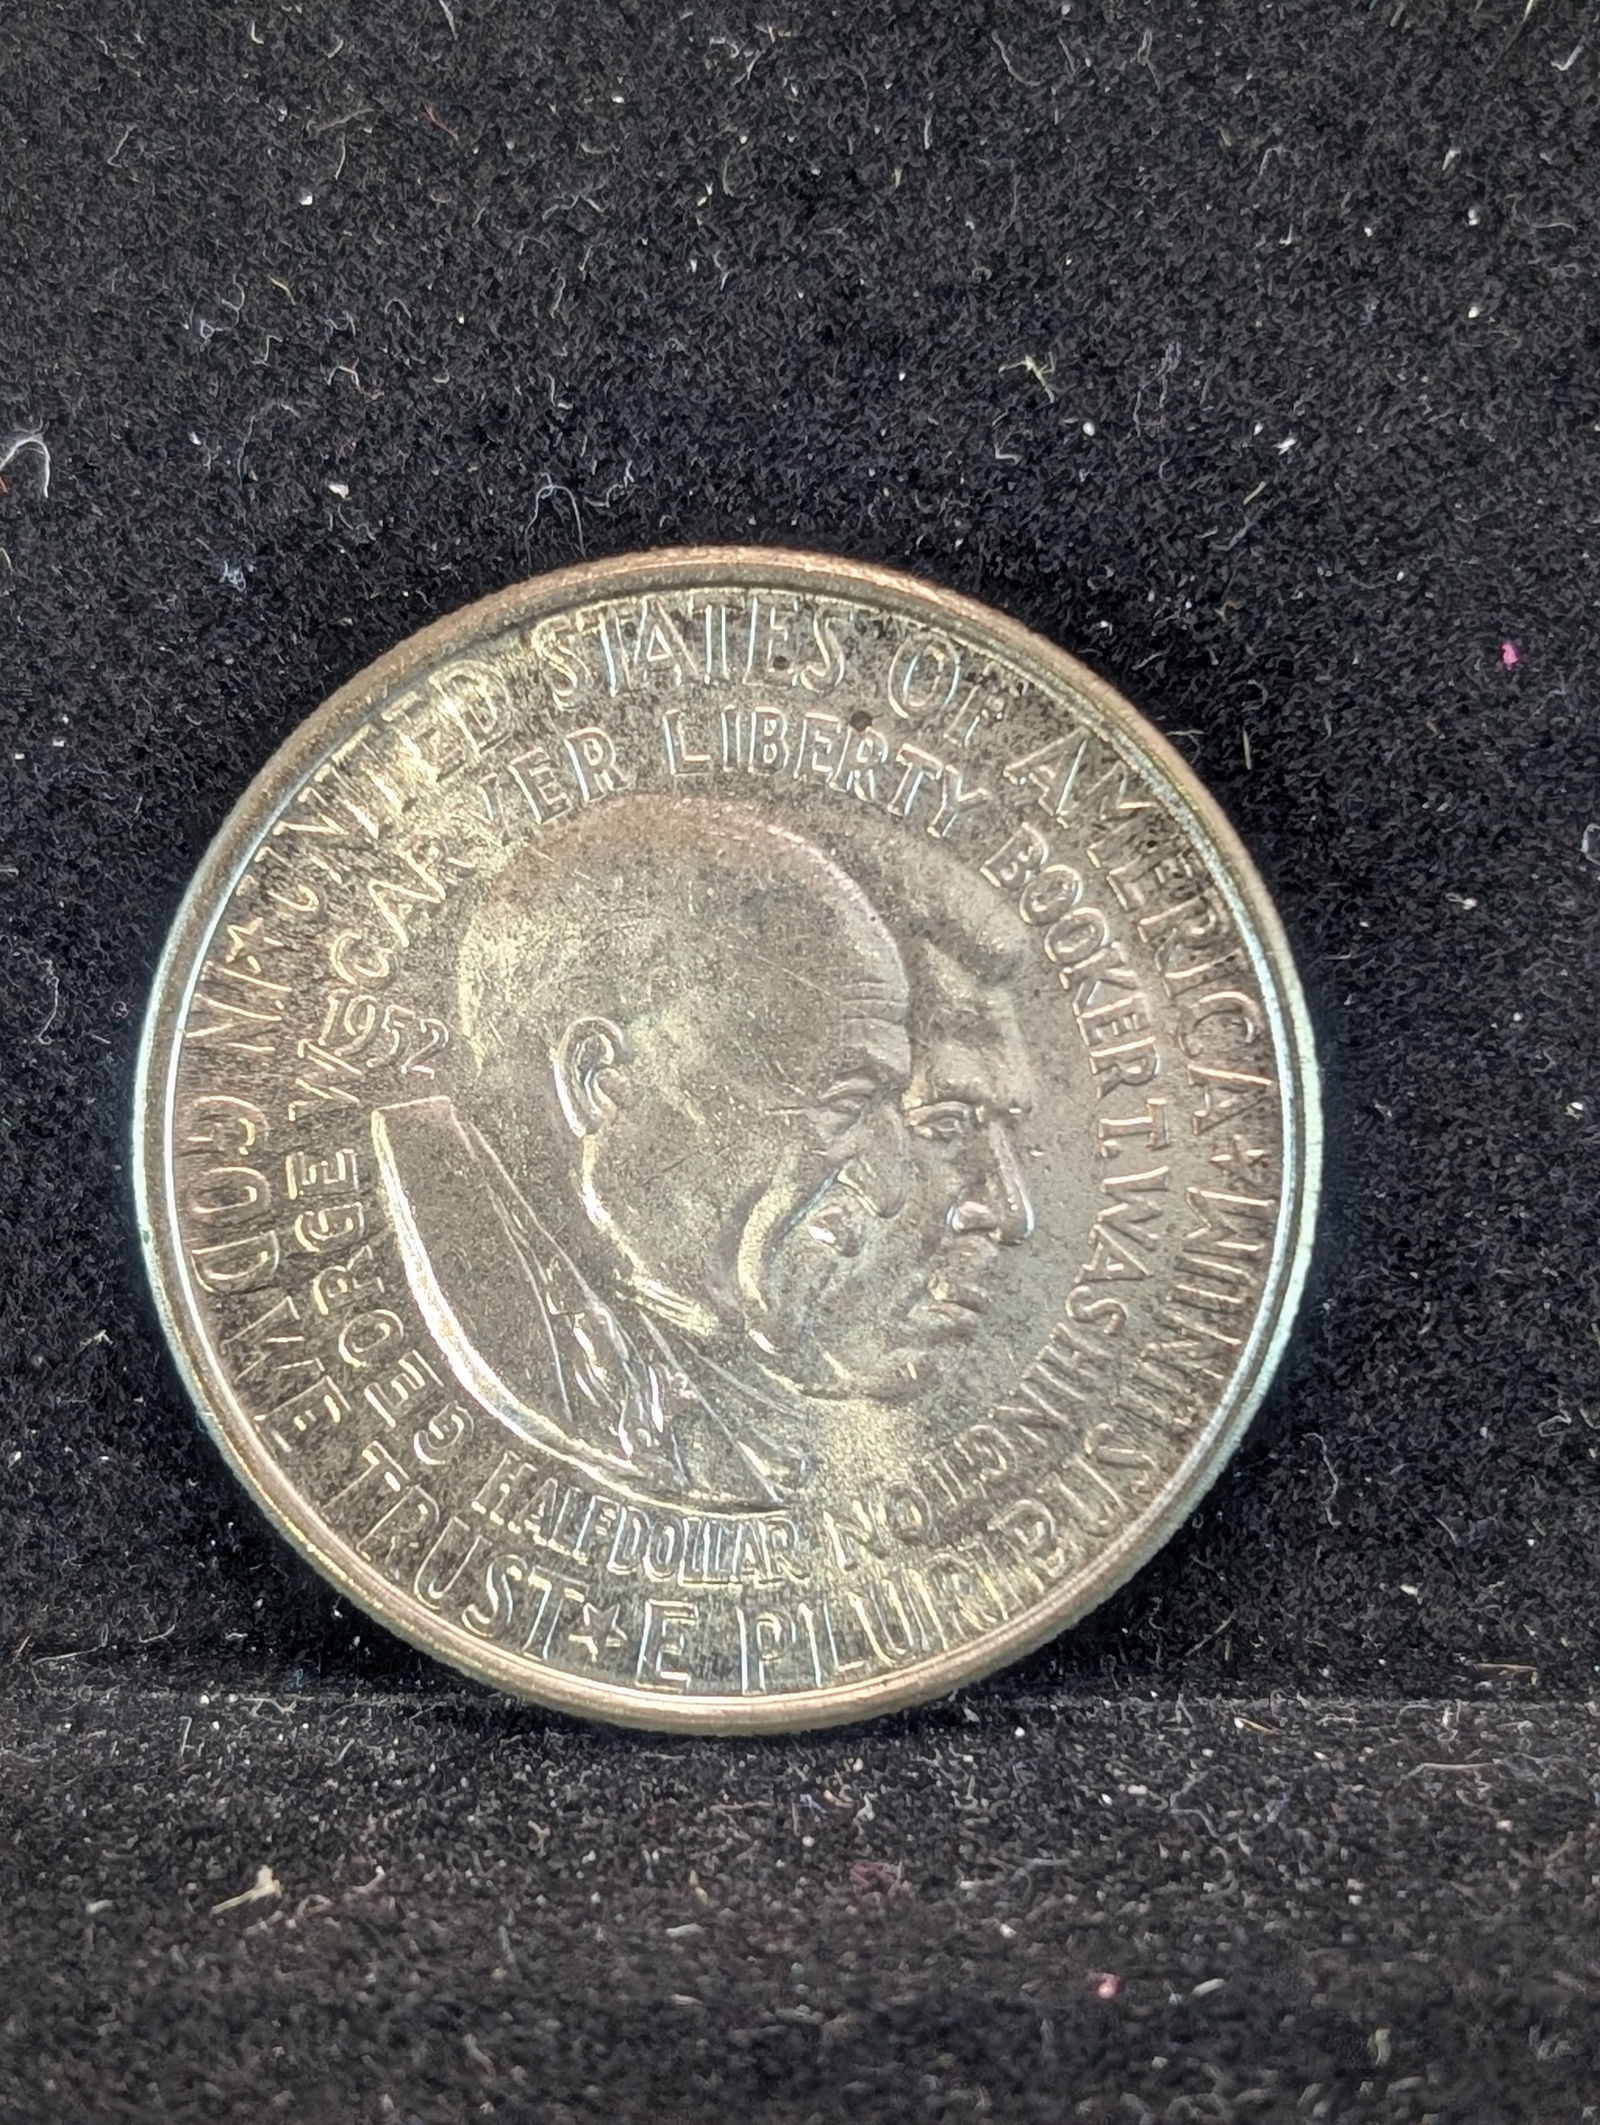 UNITED STATES OF AMERICA ★ E PLURIBUS UNUM ★ IN GOD WE TRUST ★
GEORGE W. CARVER LIBERTY BOOKER T. WASHINGTON
1952
HALF DOLLAR